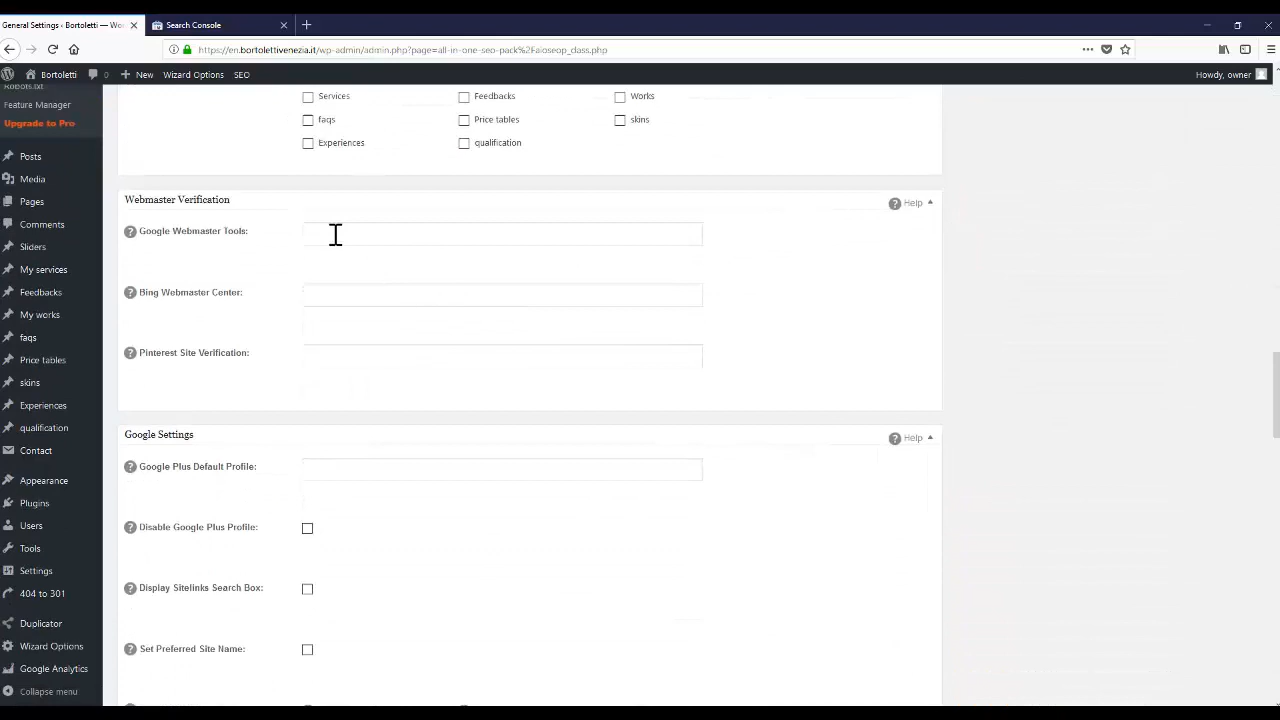 General Settings ‹ Bortoletti — Wo
Search Console
https://en.bortolettivenezia.it/wp-admin/admin.php?page=all-in-one-seo-pack%2Faioseop_class.php
Bortoletti
0
New
Wizard Options
SEO
Howdy, owner
Robots.txt
Feature Manager
Upgrade to Pro
Posts
Media
Pages
Comments
Sliders
My services
Feedbacks
My works
faqs
Price tables
skins
Experiences
qualification
Contact
Appearance
Plugins
Users
Tools
Settings
404 to 301
Duplicator
Wizard Options
Google Analytics
Collapse menu
Services
Feedbacks
Works
faqs
Price tables
skins
Experiences
qualification
Webmaster Verification
Help
Google Webmaster Tools:
Bing Webmaster Center:
Pinterest Site Verification:
Google Settings
Help
Google Plus Default Profile:
Disable Google Plus Profile:
Display Sitelinks Search Box:
Set Preferred Site Name: